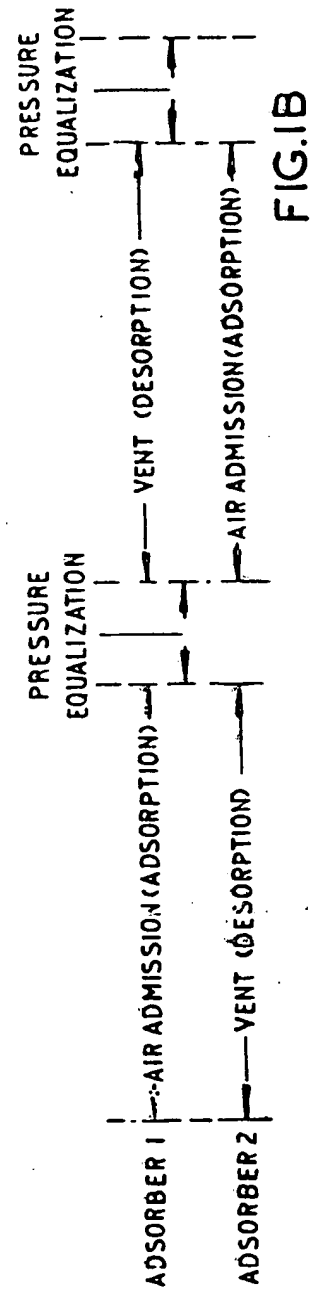 PRESSURE
EQUALIZATION
PRESSURE
EQUALIZATION
ADSORBER 1
AIR ADMISSION (ADSORPTION)
VENT (DESORPTION)
ADSORBER 2
VENT (DESORPTION)
AIR ADMISSION (ADSORPTION)
FIG.1B